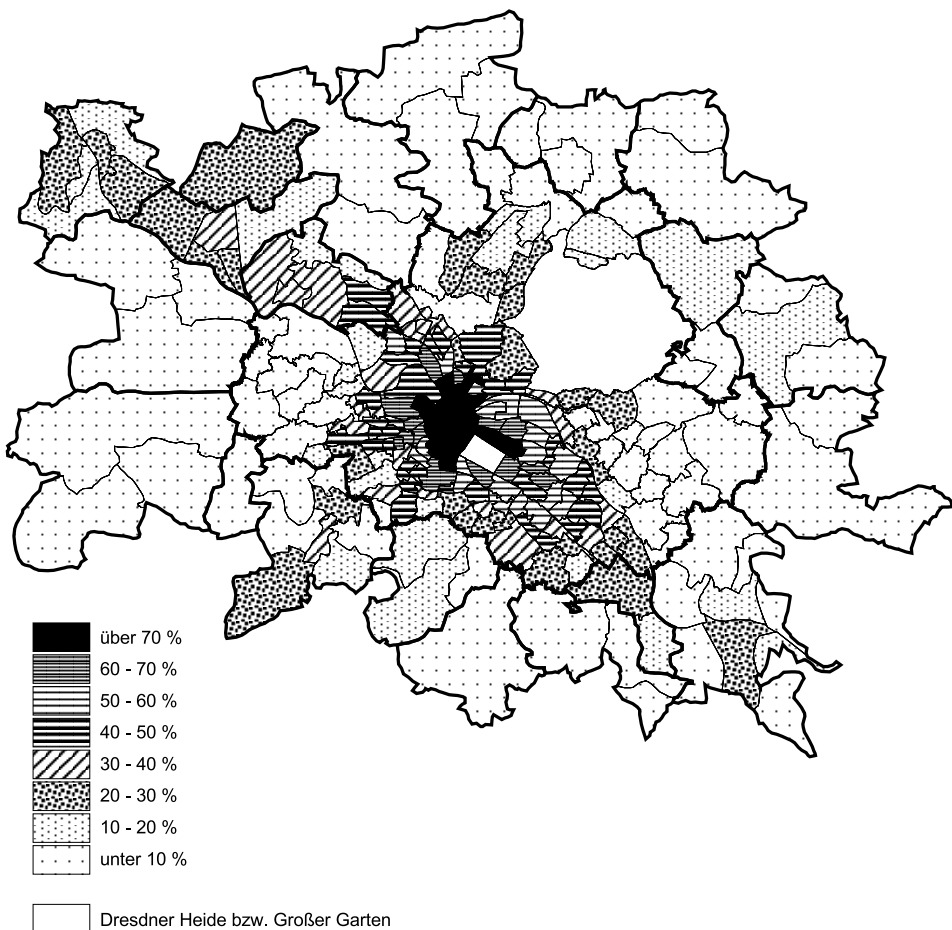 über 70 %
60 - 70 %
50 - 60 %
40 - 50 %
30 - 40 %
20 - 30 %
10 - 20 %
unter 10 %
Dresdner Heide bzw. Großer Garten